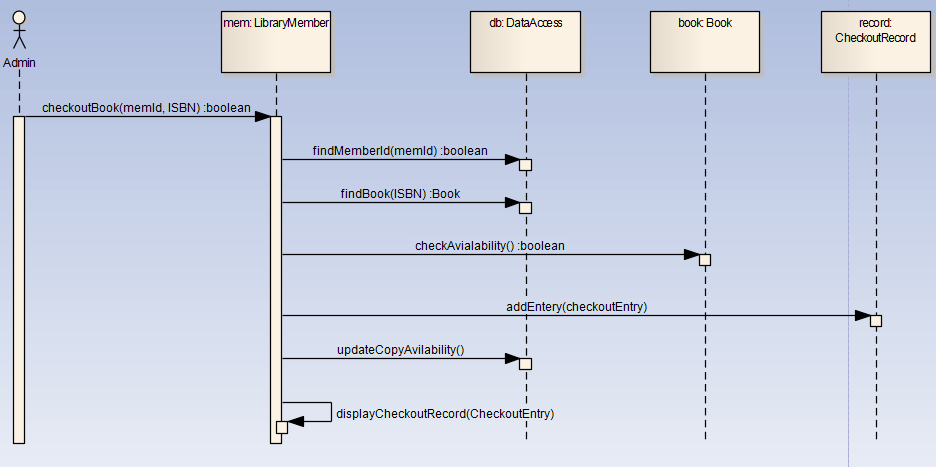 mem: LibraryMember
db: DataAccess
book: Book
record:
CheckoutRecord
Admin
checkoutBook(memId, ISBN) :boolean
findMemberId(memId) :boolean
findBook(ISBN) :Book
checkAvialability() :boolean
addEntery(checkoutEntry)
updateCopyAvilability()
displayCheckoutRecord(CheckoutEntry)